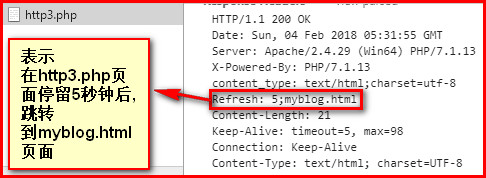 http3.php
HTTP/1.1 200 OK
Date: Sun, 04 Feb 2018 05:31:55 GMT
Server: Apache/2.4.29 (Win64) PHP/7.1.13
X-Powered-By: PHP/7.1.13
content_type: text/html;charset=utf-8
Refresh: 5;myblog.html
Content-Length: 21
Keep-Alive: timeout=5, max=98
Connection: Keep-Alive
Content-Type: text/html; charset=UTF-8
表示
在http3.php页
面停留5秒钟后,
跳转
到myblog.html
页面